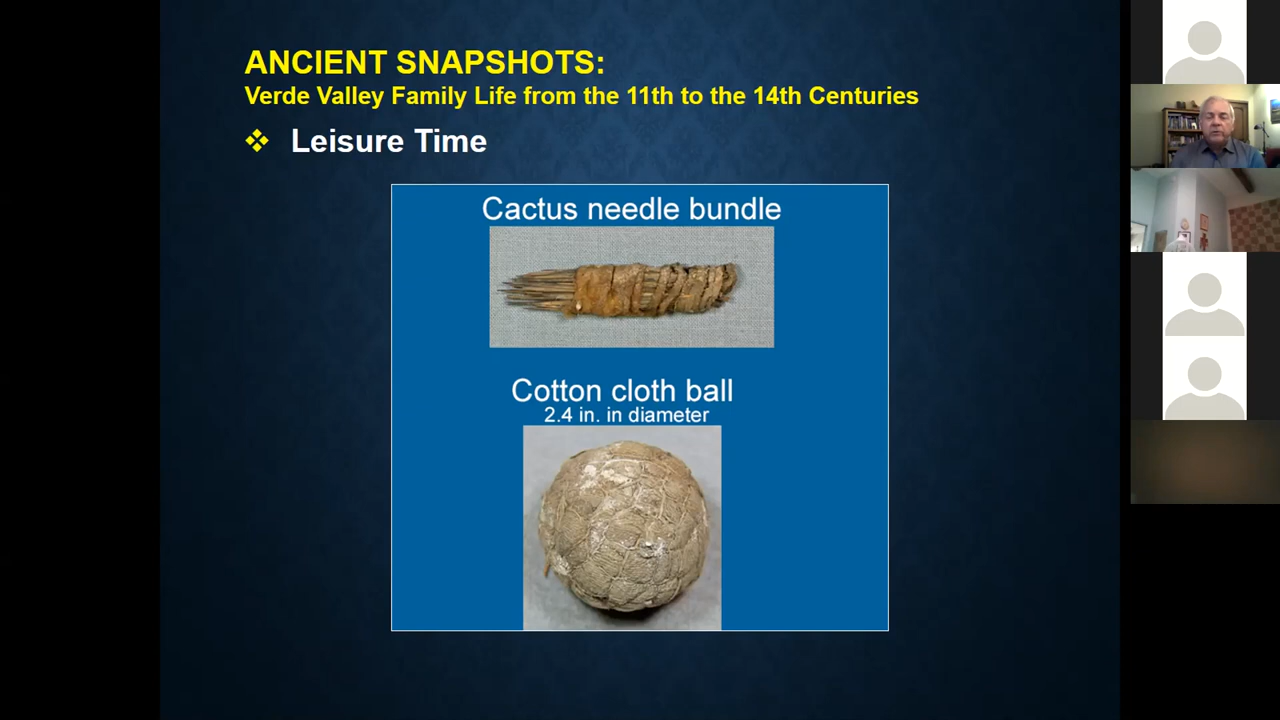 ANCIENT SNAPSHOTS:
Verde Valley Family Life from the 11th to the 14th Centuries
Leisure Time
Cactus needle bundle
Cotton cloth ball
2.4 in. in diameter